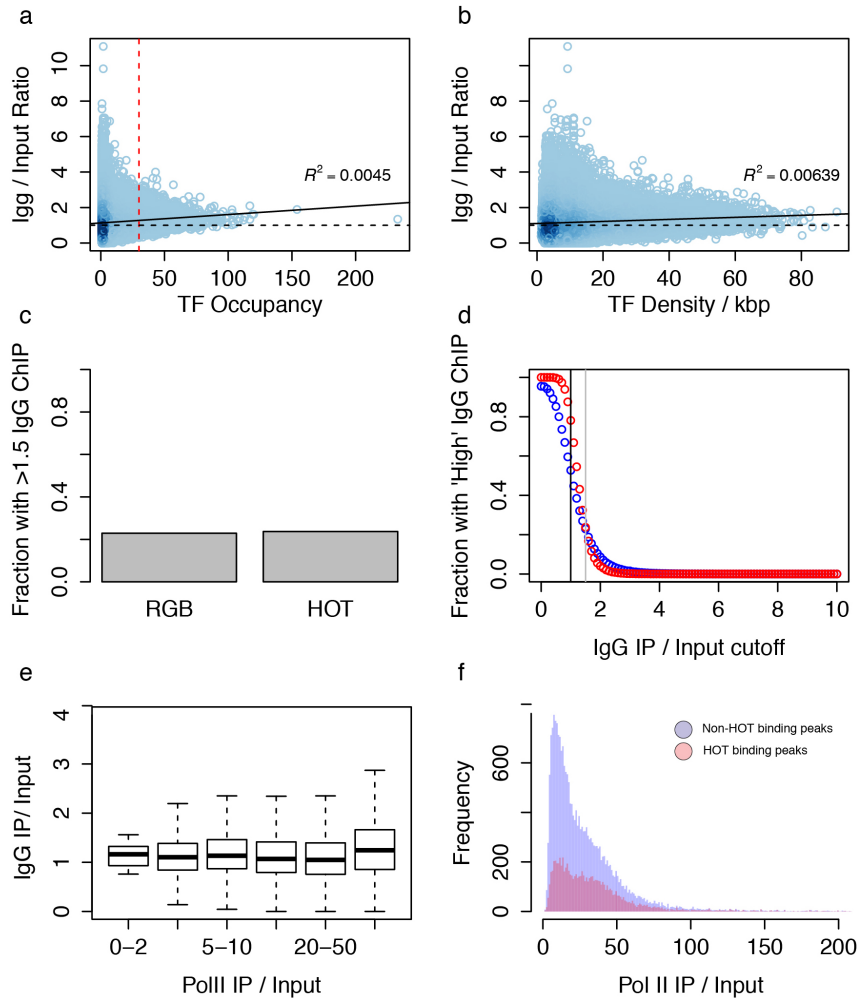 a
Igg / Input Ratio
0 2 4 6 8 10
R² = 0.0045
0 50 100 150 200
TF Occupancy
b
Igg / Input Ratio
0 2 4 6 8 10
R² = 0.00639
0 20 40 60 80
TF Density / kbp
c
Fraction with >1.5 IgG ChIP
0.0 0.4 0.8
RGB HOT
d
Fraction with 'High' IgG ChIP
0.0 0.4 0.8
0 2 4 6 8 10
IgG IP / Input cutoff
e
IgG IP/ Input
0 1 2 3 4
0–2 5–10 20–50
PolII IP / Input
f
Frequency
0 200 600
Non-HOT binding peaks
HOT binding peaks
0 50 100 150 200
Pol II IP / Input